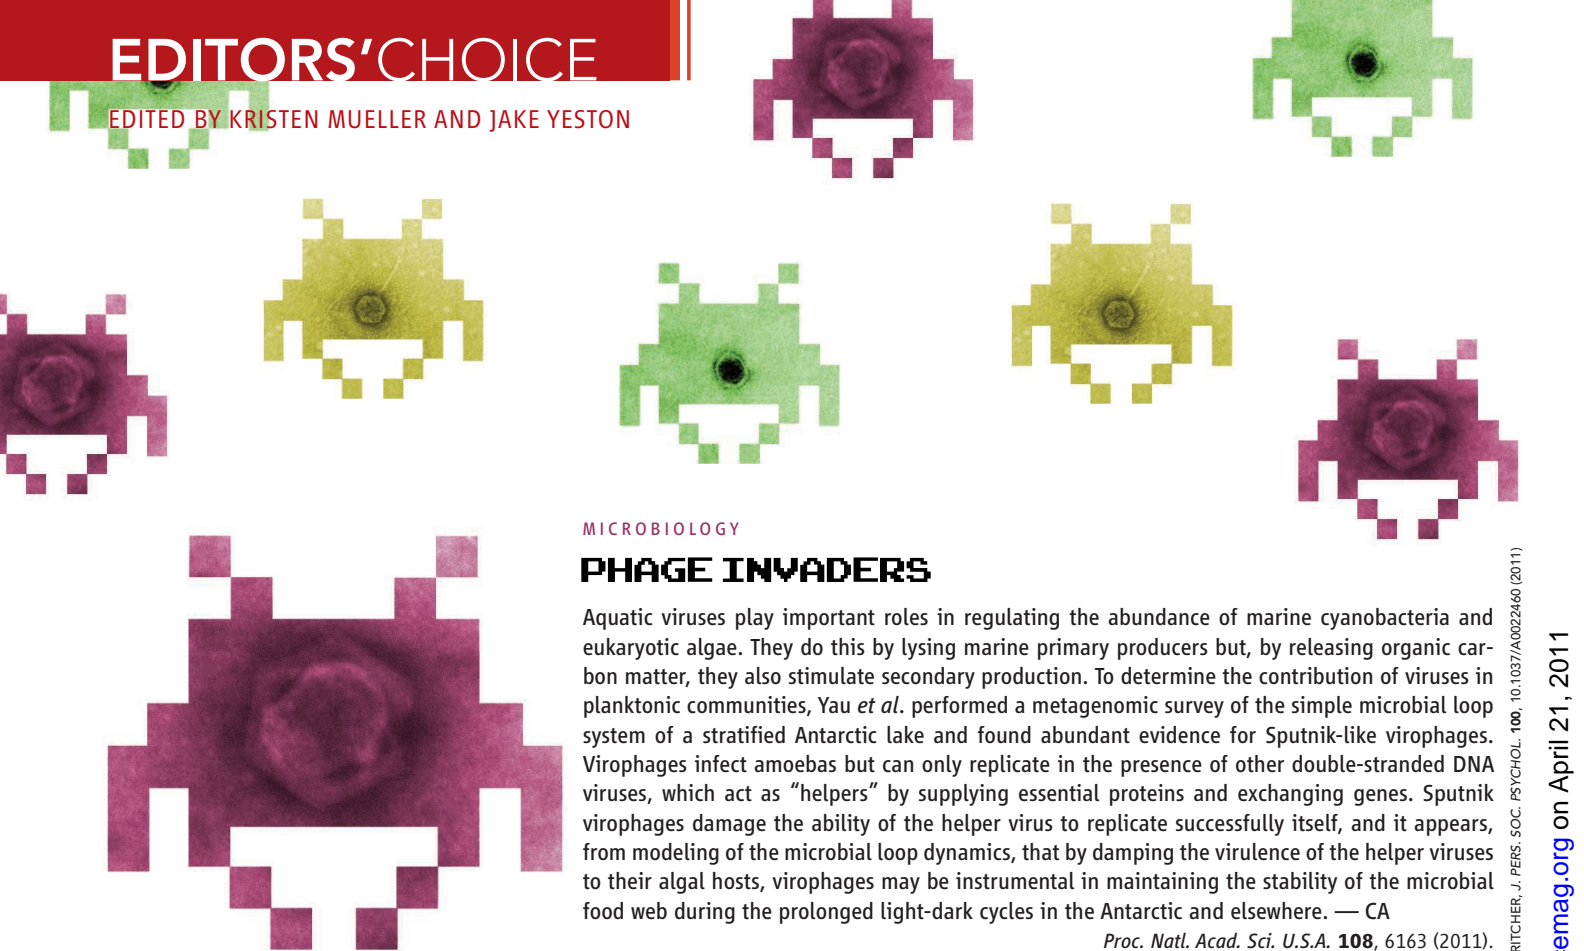 EDITORS'CHOICE
EDITED BY KRISTEN MUELLER AND JAKE YESTON
MICROBIOLOGY
PHAGE INVADERS
Aquatic viruses play important roles in regulating the abundance of marine cyanobacteria and
eukaryotic algae. They do this by lysing marine primary producers but, by releasing organic car-
bon matter, they also stimulate secondary production. To determine the contribution of viruses in
planktonic communities, Yau et al. performed a metagenomic survey of the simple microbial loop
system of a stratified Antarctic lake and found abundant evidence for Sputnik-like virophages.
Virophages infect amoebas but can only replicate in the presence of other double-stranded DNA
viruses, which act as “helpers” by supplying essential proteins and exchanging genes. Sputnik
virophages damage the ability of the helper virus to replicate successfully itself, and it appears,
from modeling of the microbial loop dynamics, that by damping the virulence of the helper viruses
to their algal hosts, virophages may be instrumental in maintaining the stability of the microbial
food web during the prolonged light-dark cycles in the Antarctic and elsewhere. — CA
Proc. Natl. Acad. Sci. U.S.A. 108, 6163 (2011).
RITCHER, J. PERS. SOC. PSYCHOL. 100, 10.1037/A0022460 (2011)
emag.org on April 21, 2011